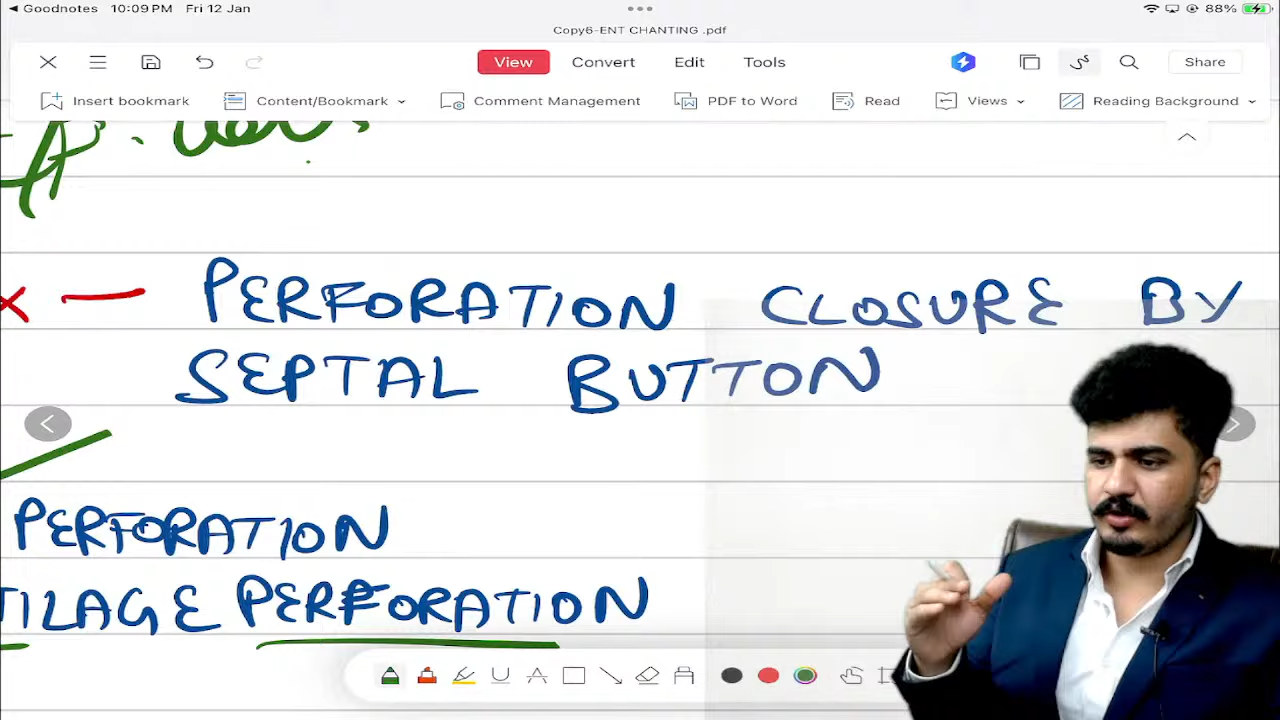 Goodnotes 10:09 PM Fri 12 Jan 88%
Copy6-ENT CHANTING .pdf
View Convert Edit Tools Share
Insert bookmark Content/Bookmark Comment Management PDF to Word Read Views Reading Background
PERFORATION CLOSURE BY
SEPTAL BUTTON
PERFORATION
TILAGE PERFORATION